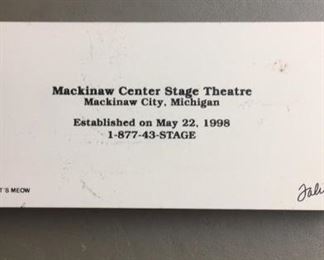 Mackinaw Center Stage Theatre
Mackinaw City, Michigan
Established on May 22, 1998
1-877-43-STAGE
T'S MEOW